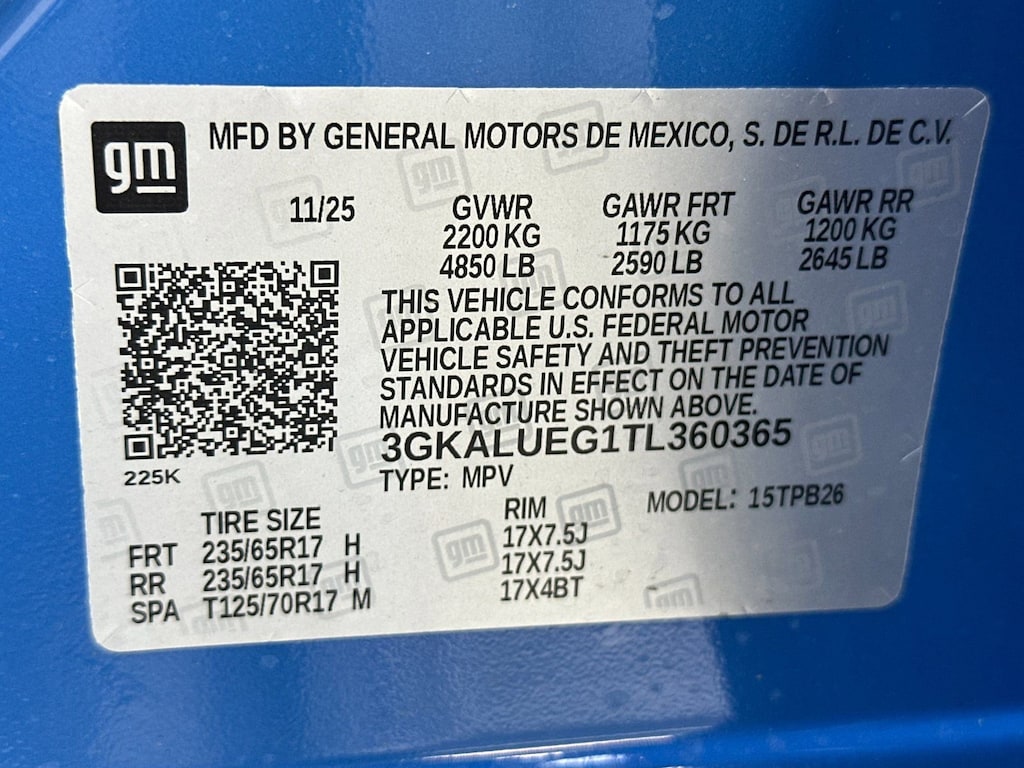 gm
MFD BY GENERAL MOTORS DE MEXICO, S. DE R.L. DE C.V.
11/25 GVWR GAWR FRT GAWR RR
2200 KG 1175 KG 1200 KG
4850 LB 2590 LB 2645 LB
THIS VEHICLE CONFORMS TO ALL
APPLICABLE U.S. FEDERAL MOTOR
VEHICLE SAFETY AND THEFT PREVENTION
STANDARDS IN EFFECT ON THE DATE OF
MANUFACTURE SHOWN ABOVE.
3GKALUEG1TL360365
225K
TYPE: MPV MODEL: 15TPB26
TIRE SIZE RIM
FRT 235/65R17 H 17X7.5J
RR 235/65R17 H 17X7.5J
SPA T125/70R17 M 17X4BT